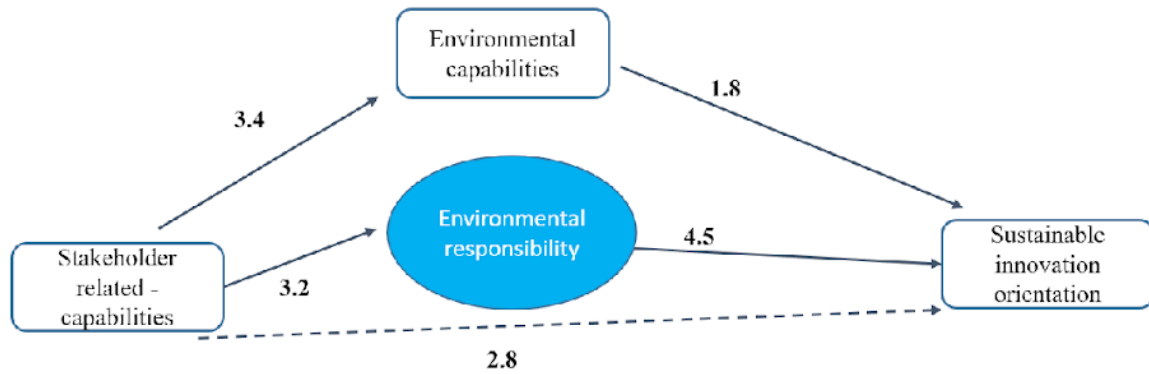 Environmental
capabilities
1.8
3.4
Environmental
responsibility
4.5
Sustainable
innovation
orientation
Stakeholder
related -
capabilities
3.2
2.8